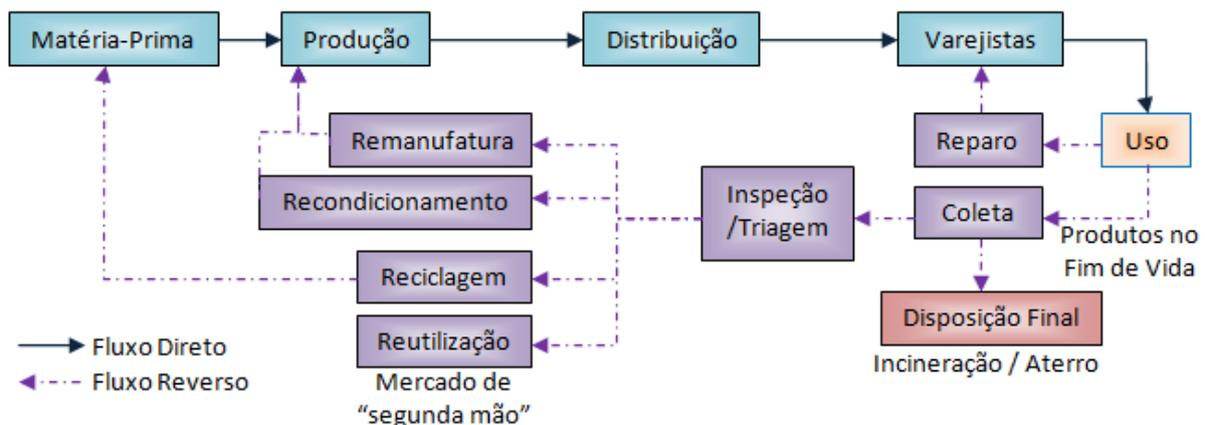 Matéria-Prima
Produção
Distribuição
Varejistas
Remanufatura
Reparo
Uso
Recondicionamento
Inspeção
/Triagem
Coleta
Produtos no
Fim de Vida
Reciclagem
Disposição Final
Incineração / Aterro
Reutilização
Mercado de
“segunda mão”
Fluxo Direto
Fluxo Reverso